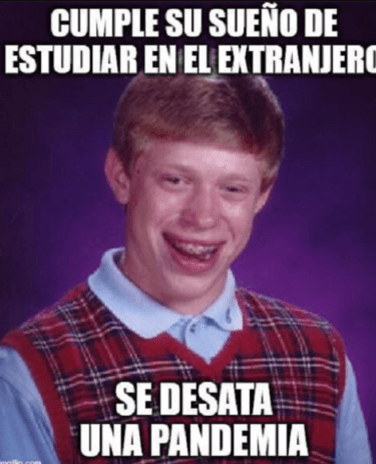 CUMPLE SU SUEÑO DE
ESTUDIAR EN EL EXTRANJERO
SE DESATA
UNA PANDEMIA